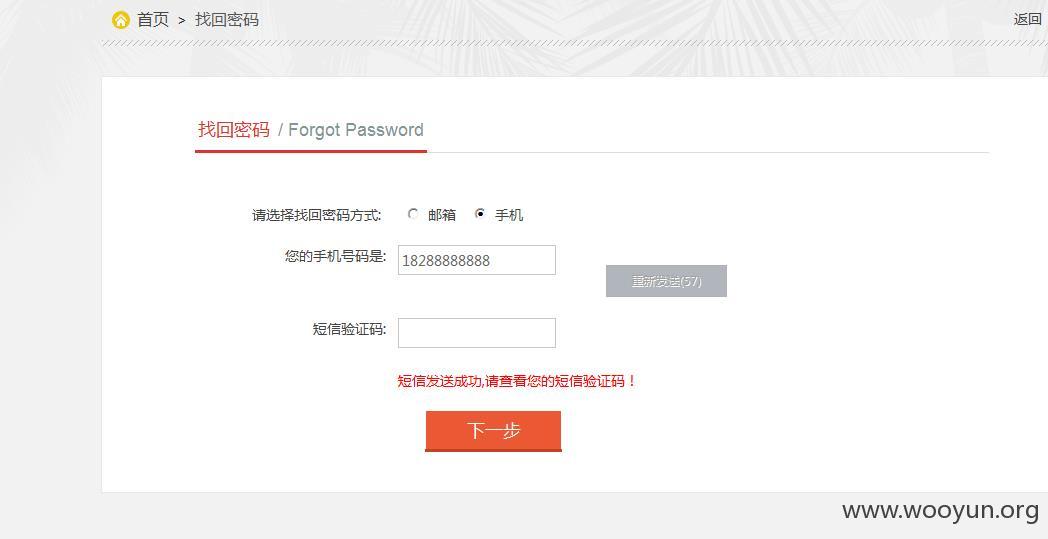 首页 > 找回密码 返回
找回密码 / Forgot Password
请选择找回密码方式: 邮箱 手机
您的手机号码是: 18288888888
重新发送(57)
短信验证码:
短信发送成功,请查看您的短信验证码！
下一步
www.wooyun.org